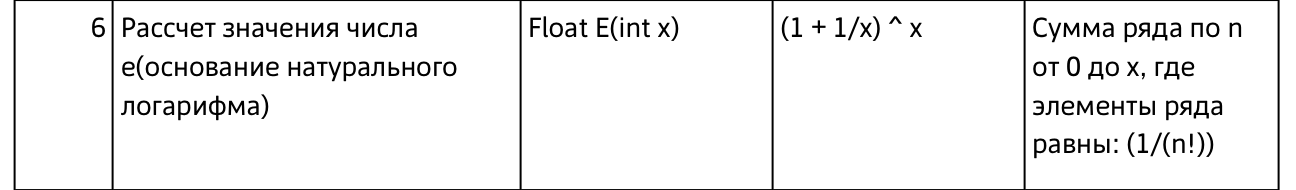 6 Рассчет значения числа Float E(int x) (1 + 1/x) ^ x Сумма ряда по n
е(основание натурального от 0 до x, где
логарифма) элементы ряда
равны: (1/(n!))